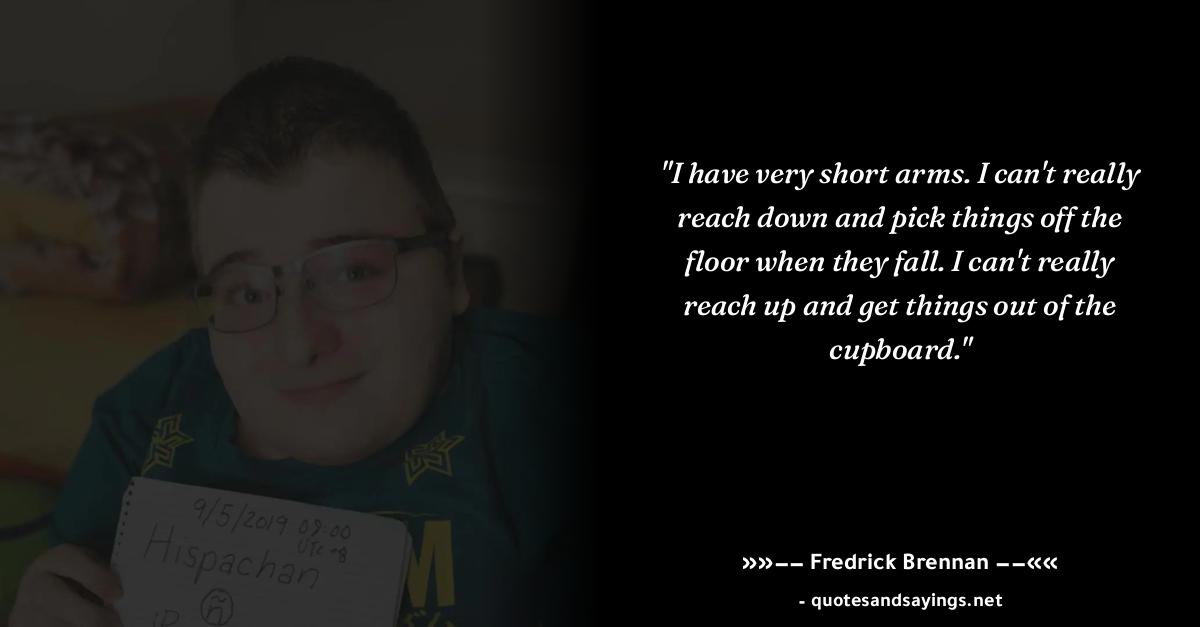 "I have very short arms. I can't really
reach down and pick things off the
floor when they fall. I can't really
reach up and get things out of the
cupboard."
»»–– Fredrick Brennan ––««
- quotesandsayings.net
9/5/2019 09:00
UTC +8
Hispachan
ñ
M